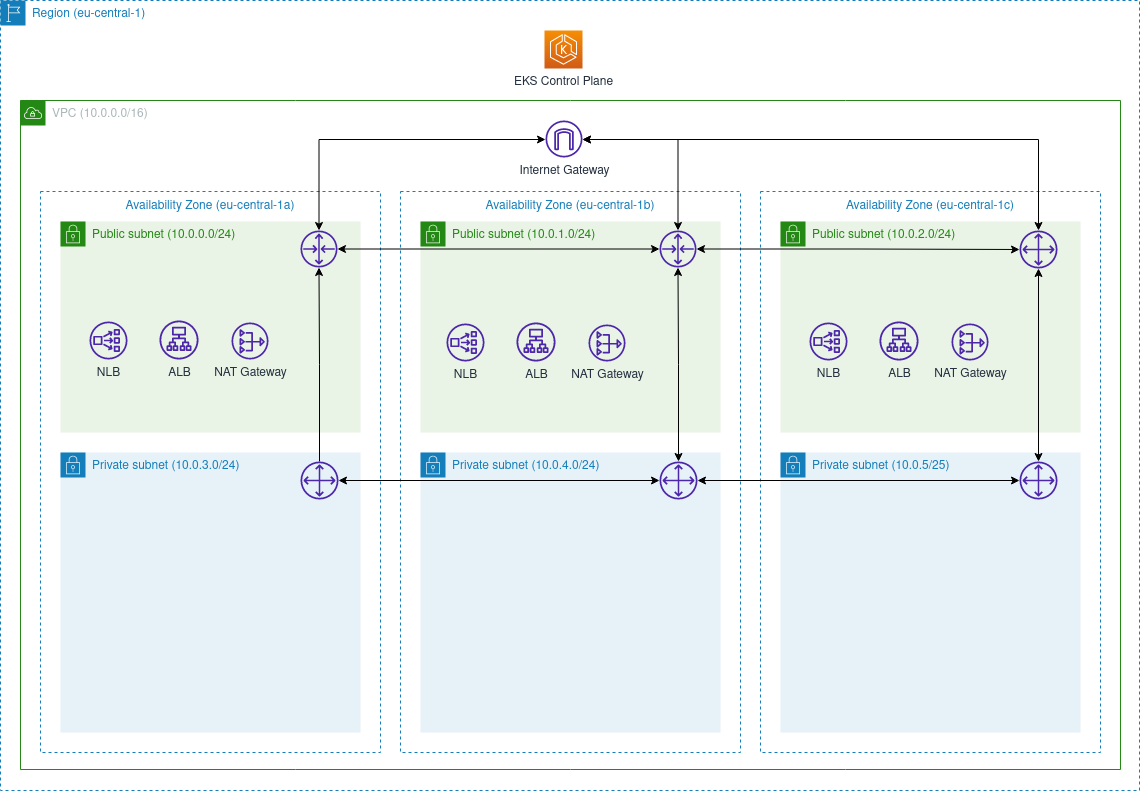 Region (eu-central-1)
EKS Control Plane
VPC (10.0.0.0/16)
Internet Gateway
Availability Zone (eu-central-1a)
Public subnet (10.0.0.0/24)
NLB
ALB
NAT Gateway
Private subnet (10.0.3.0/24)
Availability Zone (eu-central-1b)
Public subnet (10.0.1.0/24)
NLB
ALB
NAT Gateway
Private subnet (10.0.4.0/24)
Availability Zone (eu-central-1c)
Public subnet (10.0.2.0/24)
NLB
ALB
NAT Gateway
Private subnet (10.0.5/25)